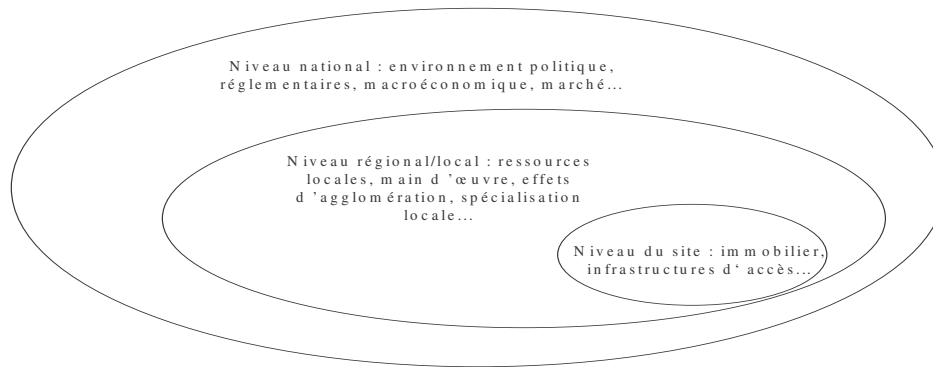 Niveau national : environnement politique,
réglementaires, macroéconomique, marché...
Niveau régional/local : ressources
locales, main d ’œuvre, effets
d ’agglomération, spécialisation
locale...
Niveau du site : immobilier,
infrastructures d‘ accès...